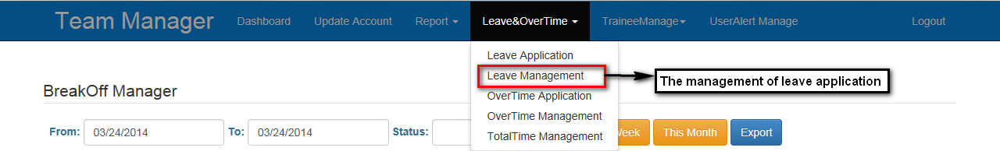 Team Manager Dashboard Update Account Report Leave&OverTime TraineeManage UserAlert Manage Logout
Leave Application
Leave Management
The management of leave application
OverTime Application
OverTime Management
TotalTime Management
BreakOff Manager
From: 03/24/2014 To: 03/24/2014 Status: This Month Export